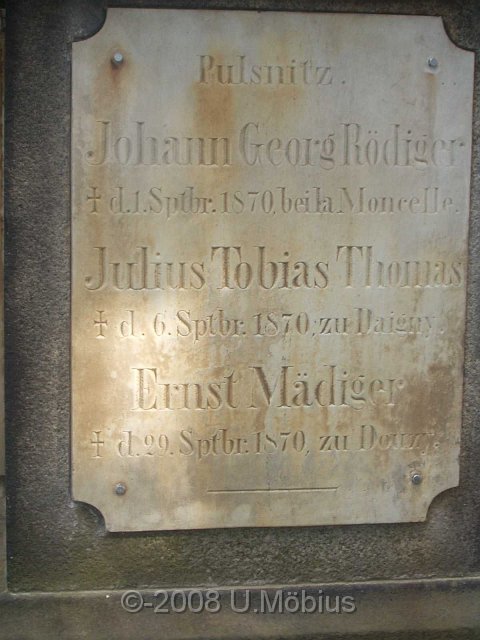 Pulsnitz.
Johann Georg Rödiger
† d. 1. Sptbr. 1870, bei la Moncelle.
Julius Tobias Thomas
† d. 6. Sptbr. 1870, zu Daigny.
Ernst Mädiger
† d. 29. Sptbr. 1870, zu Douzy.
©-2008 U.Möbius